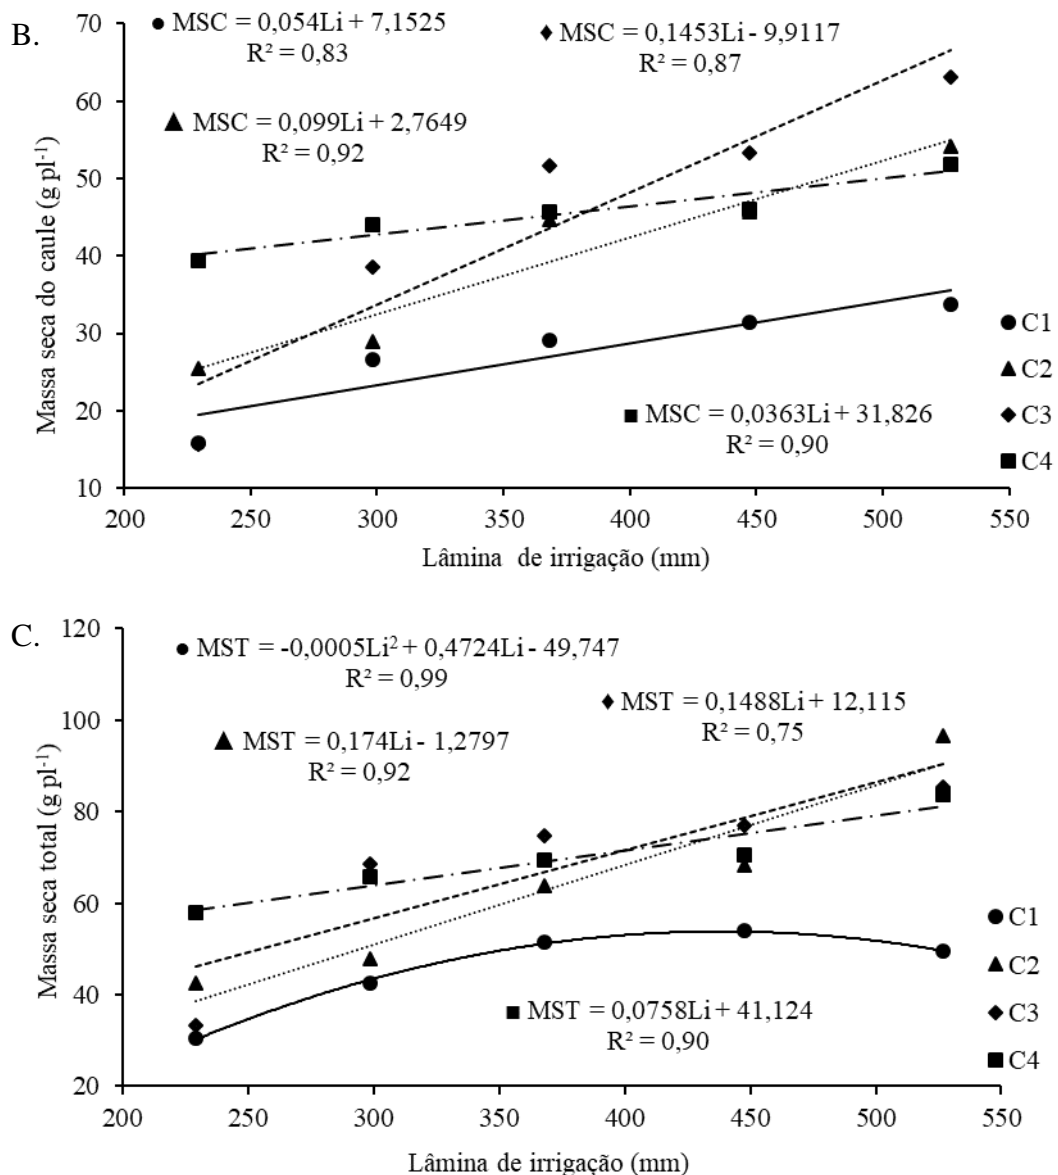 B.
● MSC = 0,054Li + 7,1525
R² = 0,83
♦ MSC = 0,1453Li - 9,9117
R² = 0,87
▲ MSC = 0,099Li + 2,7649
R² = 0,92
■ MSC = 0,0363Li + 31,826
R² = 0,90
Massa seca do caule (g pl⁻¹)
70
60
50
40
30
20
10
200 250 300 350 400 450 500 550
Lâmina de irrigação (mm)
C1
C2
C3
C4
C.
● MST = -0,0005Li² + 0,4724Li - 49,747
R² = 0,99
♦ MST = 0,1488Li + 12,115
R² = 0,75
▲ MST = 0,174Li - 1,2797
R² = 0,92
■ MST = 0,0758Li + 41,124
R² = 0,90
Massa seca total (g pl⁻¹)
120
100
80
60
40
20
200 250 300 350 400 450 500 550
Lâmina de irrigação (mm)
C1
C2
C3
C4